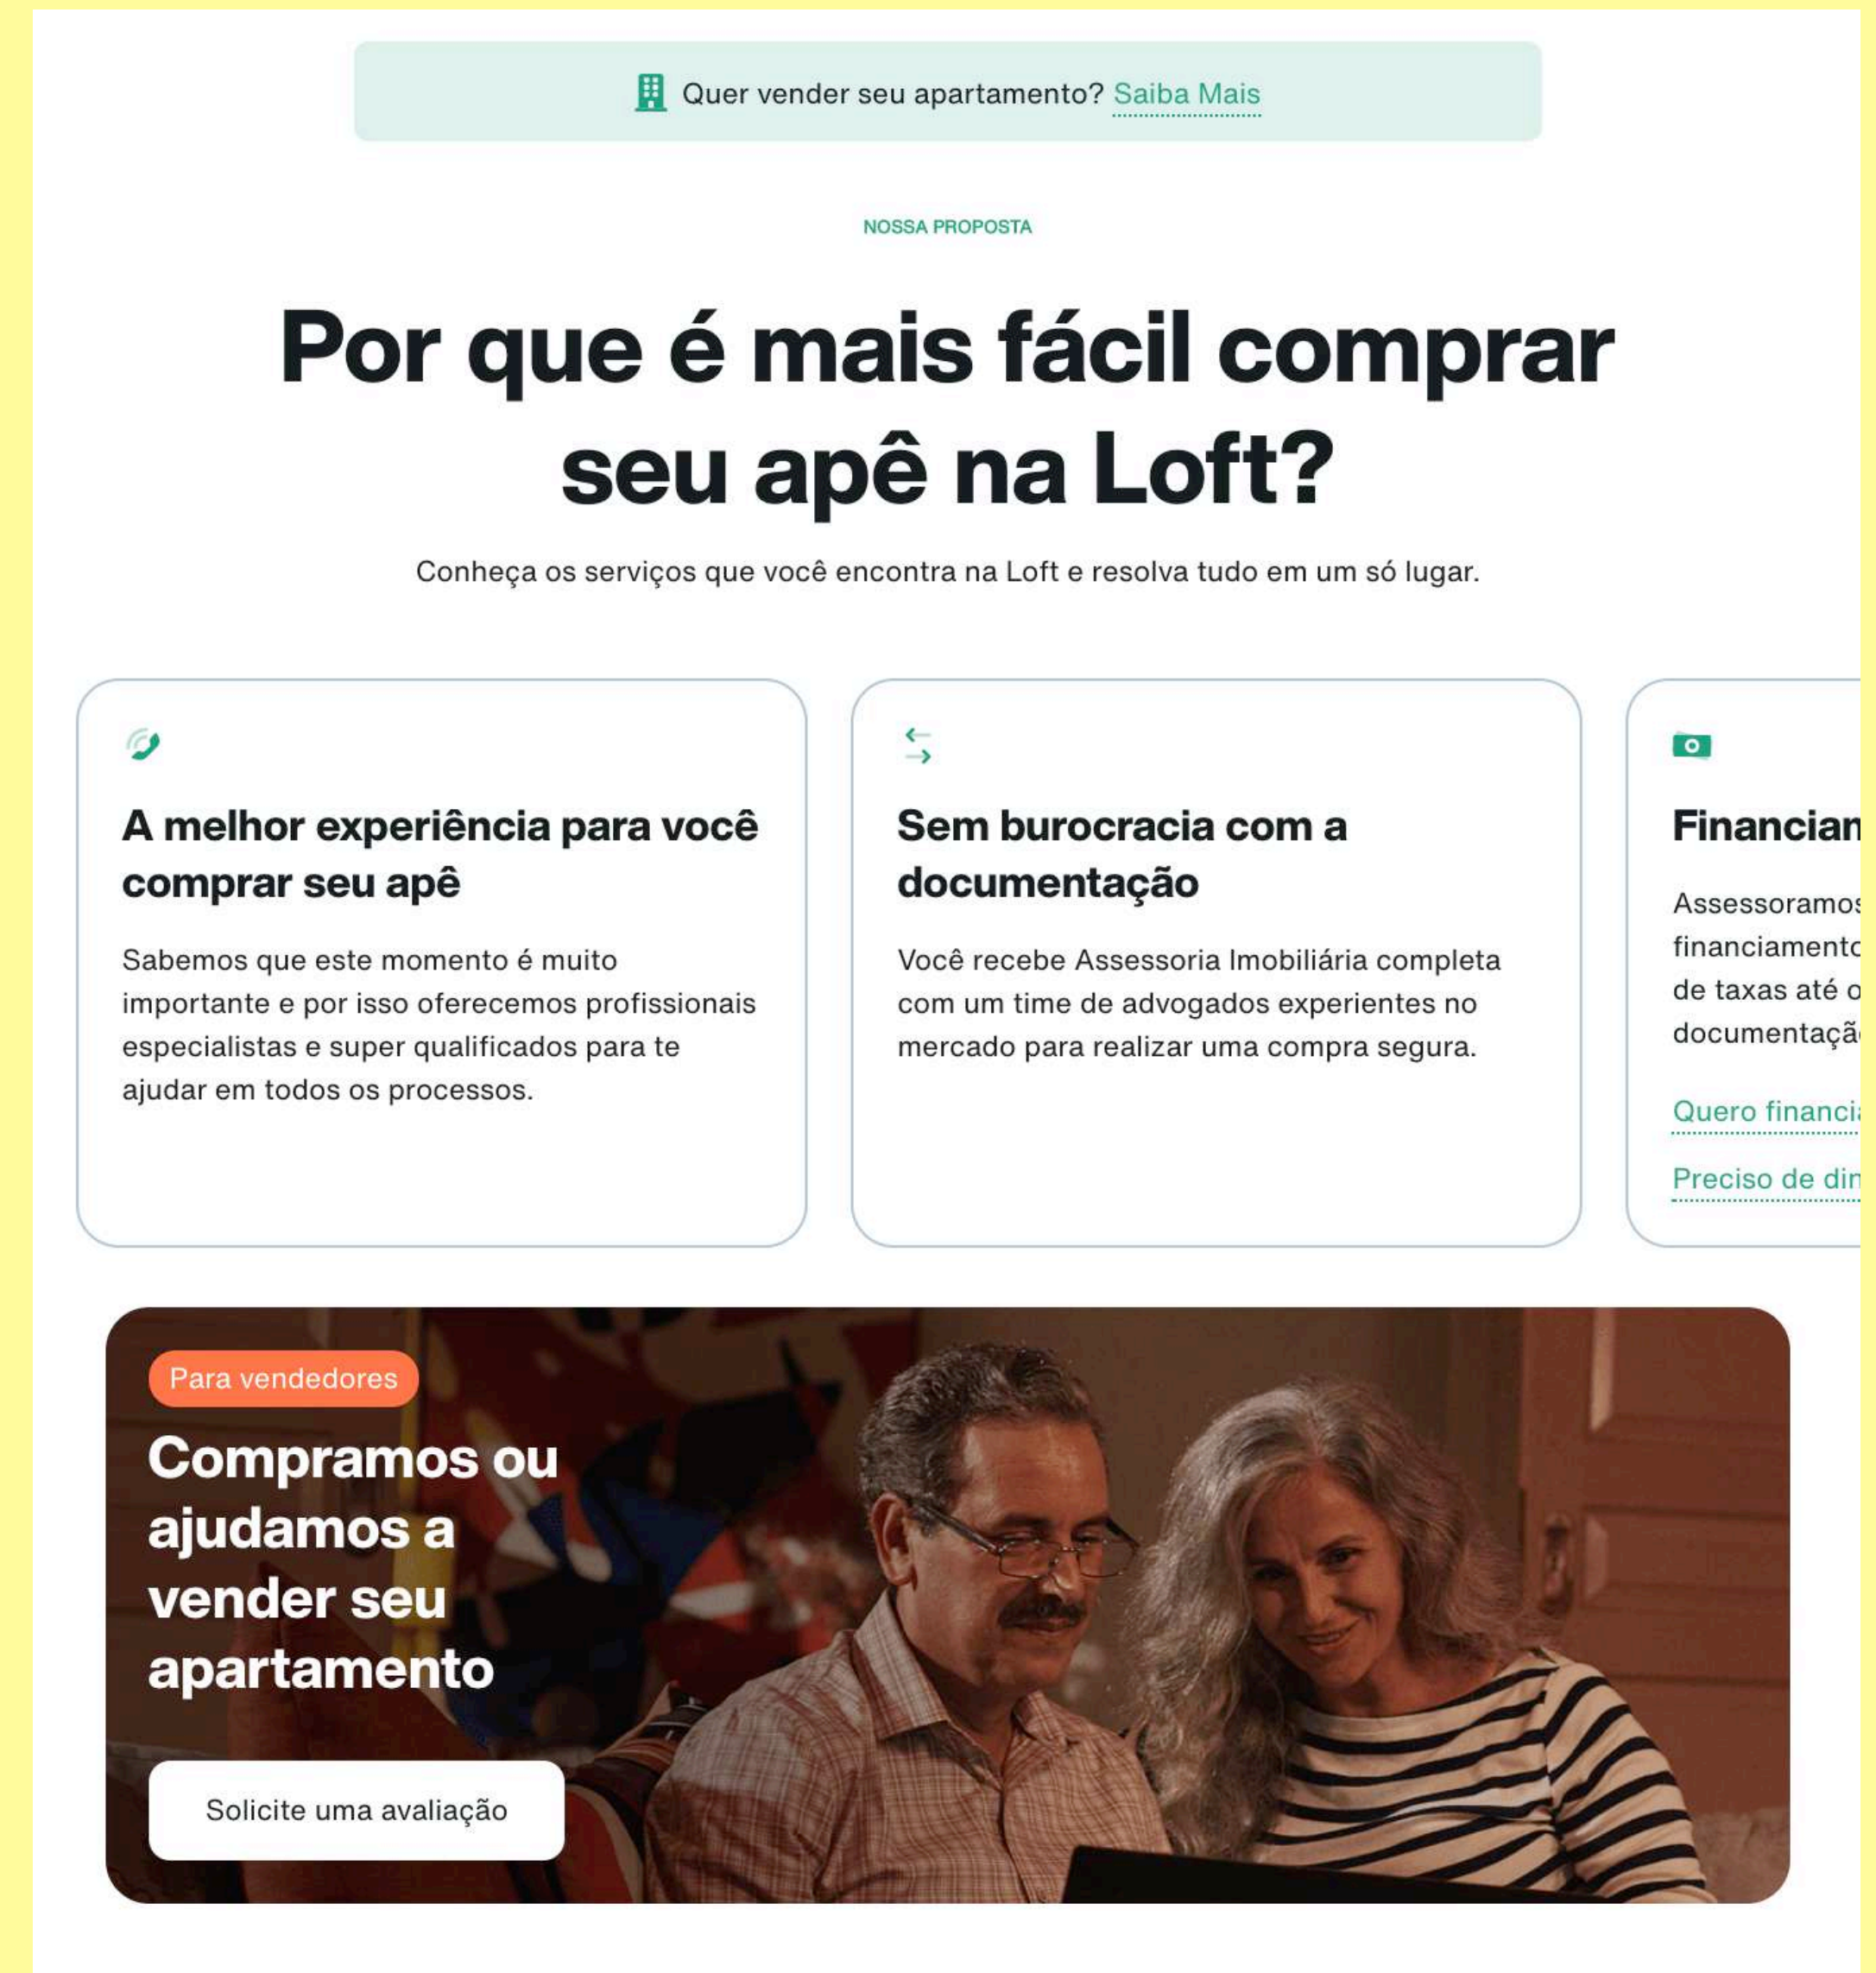 Quer vender seu apartamento? Saiba Mais
NOSSA PROPOSTA
Por que é mais fácil comprar
seu apê na Loft?
Conheça os serviços que você encontra na Loft e resolva tudo em um só lugar.
A melhor experiência para você
comprar seu apê
Sabemos que este momento é muito
importante e por isso oferecemos profissionais
especialistas e super qualificados para te
ajudar em todos os processos.
Sem burocracia com a
documentação
Você recebe Assessoria Imobiliária completa
com um time de advogados experientes no
mercado para realizar uma compra segura.
Assessoramos
de taxas até
Quero
Preciso de
Para vendedores
Compramos ou
ajudamos a
vender seu
apartamento
Solicite uma avaliação